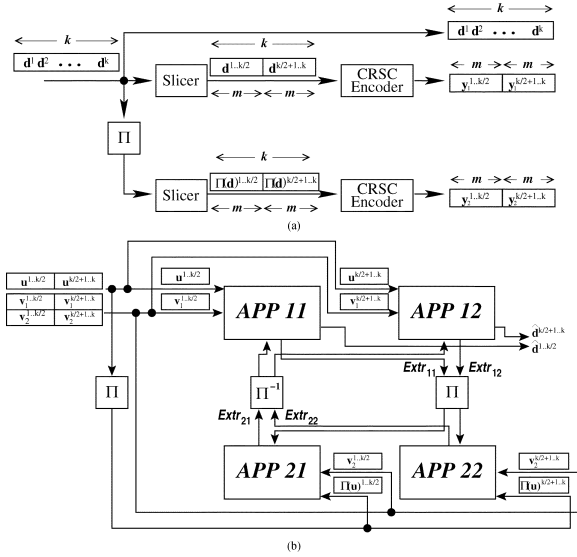 k
k
d¹ d² • • • dᵏ
d¹ d² • • • dᵏ
k
Slicer
d¹··ᵏ/² dᵏ/²⁺¹··ᵏ
m m
CRSC Encoder
m m
y₁¹··ᵏ/² y₁ᵏ/²⁺¹··ᵏ
Π
k
Slicer
Π(d)¹··ᵏ/² Π(d)ᵏ/²⁺¹··ᵏ
m m
CRSC Encoder
m m
y₂¹··ᵏ/² y₂ᵏ/²⁺¹··ᵏ
(a)
u¹··ᵏ/² uᵏ/²⁺¹··ᵏ
v₁¹··ᵏ/² v₁ᵏ/²⁺¹··ᵏ
v₂¹··ᵏ/² v₂ᵏ/²⁺¹··ᵏ
u¹··ᵏ/²
v₁¹··ᵏ/²
APP 11
uᵏ/²⁺¹··ᵏ
v₁ᵏ/²⁺¹··ᵏ
APP 12
d̂ᵏ/²⁺¹··ᵏ
d̂¹··ᵏ/²
Extr₁₁ Extr₁₂
Π
Π⁻¹
Π
Extr₂₁ Extr₂₂
APP 21
v₂¹··ᵏ/²
Π(u)¹··ᵏ/²
APP 22
v₂ᵏ/²⁺¹··ᵏ
Π(u)ᵏ/²⁺¹··ᵏ
(b)